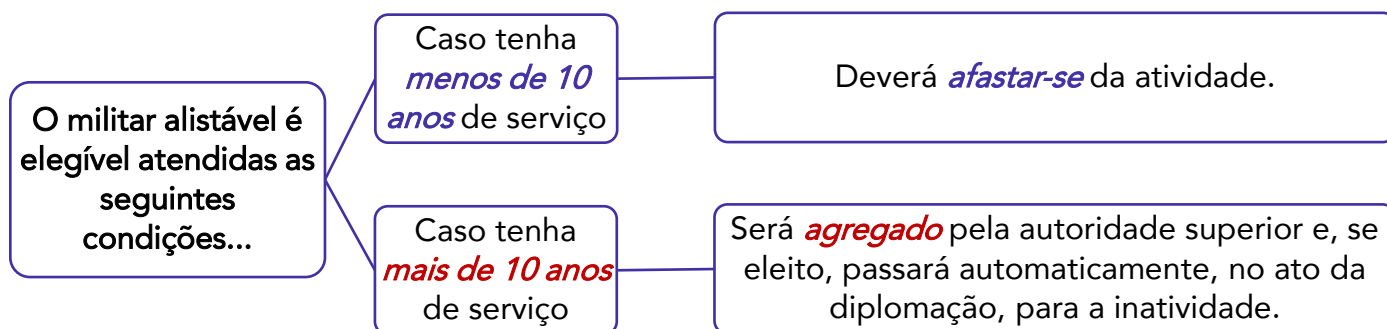 O militar alistável é
elegível atendidas as
seguintes
condições...
Caso tenha
menos de 10
anos de serviço
Deverá afastar-se da atividade.
Caso tenha
mais de 10 anos
de serviço
Será agregado pela autoridade superior e, se
eleito, passará automaticamente, no ato da
diplomação, para a inatividade.